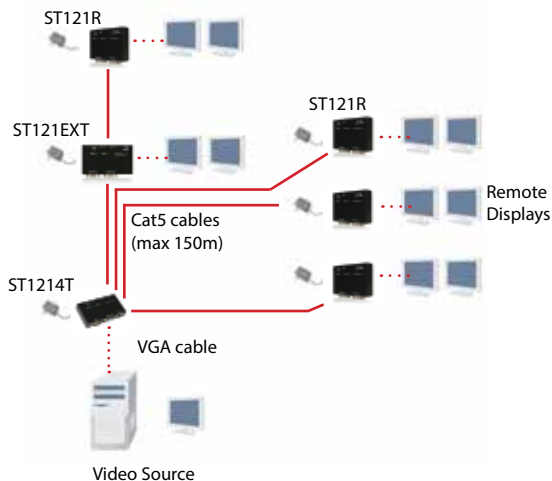 ST121R
ST121EXT
ST121R
Remote
Displays
Cat5 cables
(max 150m)
ST1214T
VGA cable
Video Source